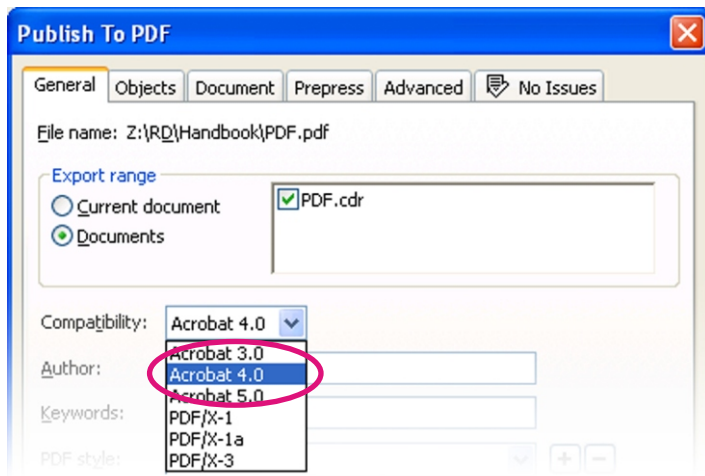 Publish To PDF
General Objects Document Prepress Advanced No Issues
File name: Z:\RD\Handbook\PDF.pdf
Export range
Current document
Documents
PDF.cdr
Compatibility: Acrobat 4.0
Acrobat 3.0
Author: Acrobat 4.0
Acrobat 5.0
Keywords: PDF/X-1
PDF/X-1a
PDF style: PDF/X-3